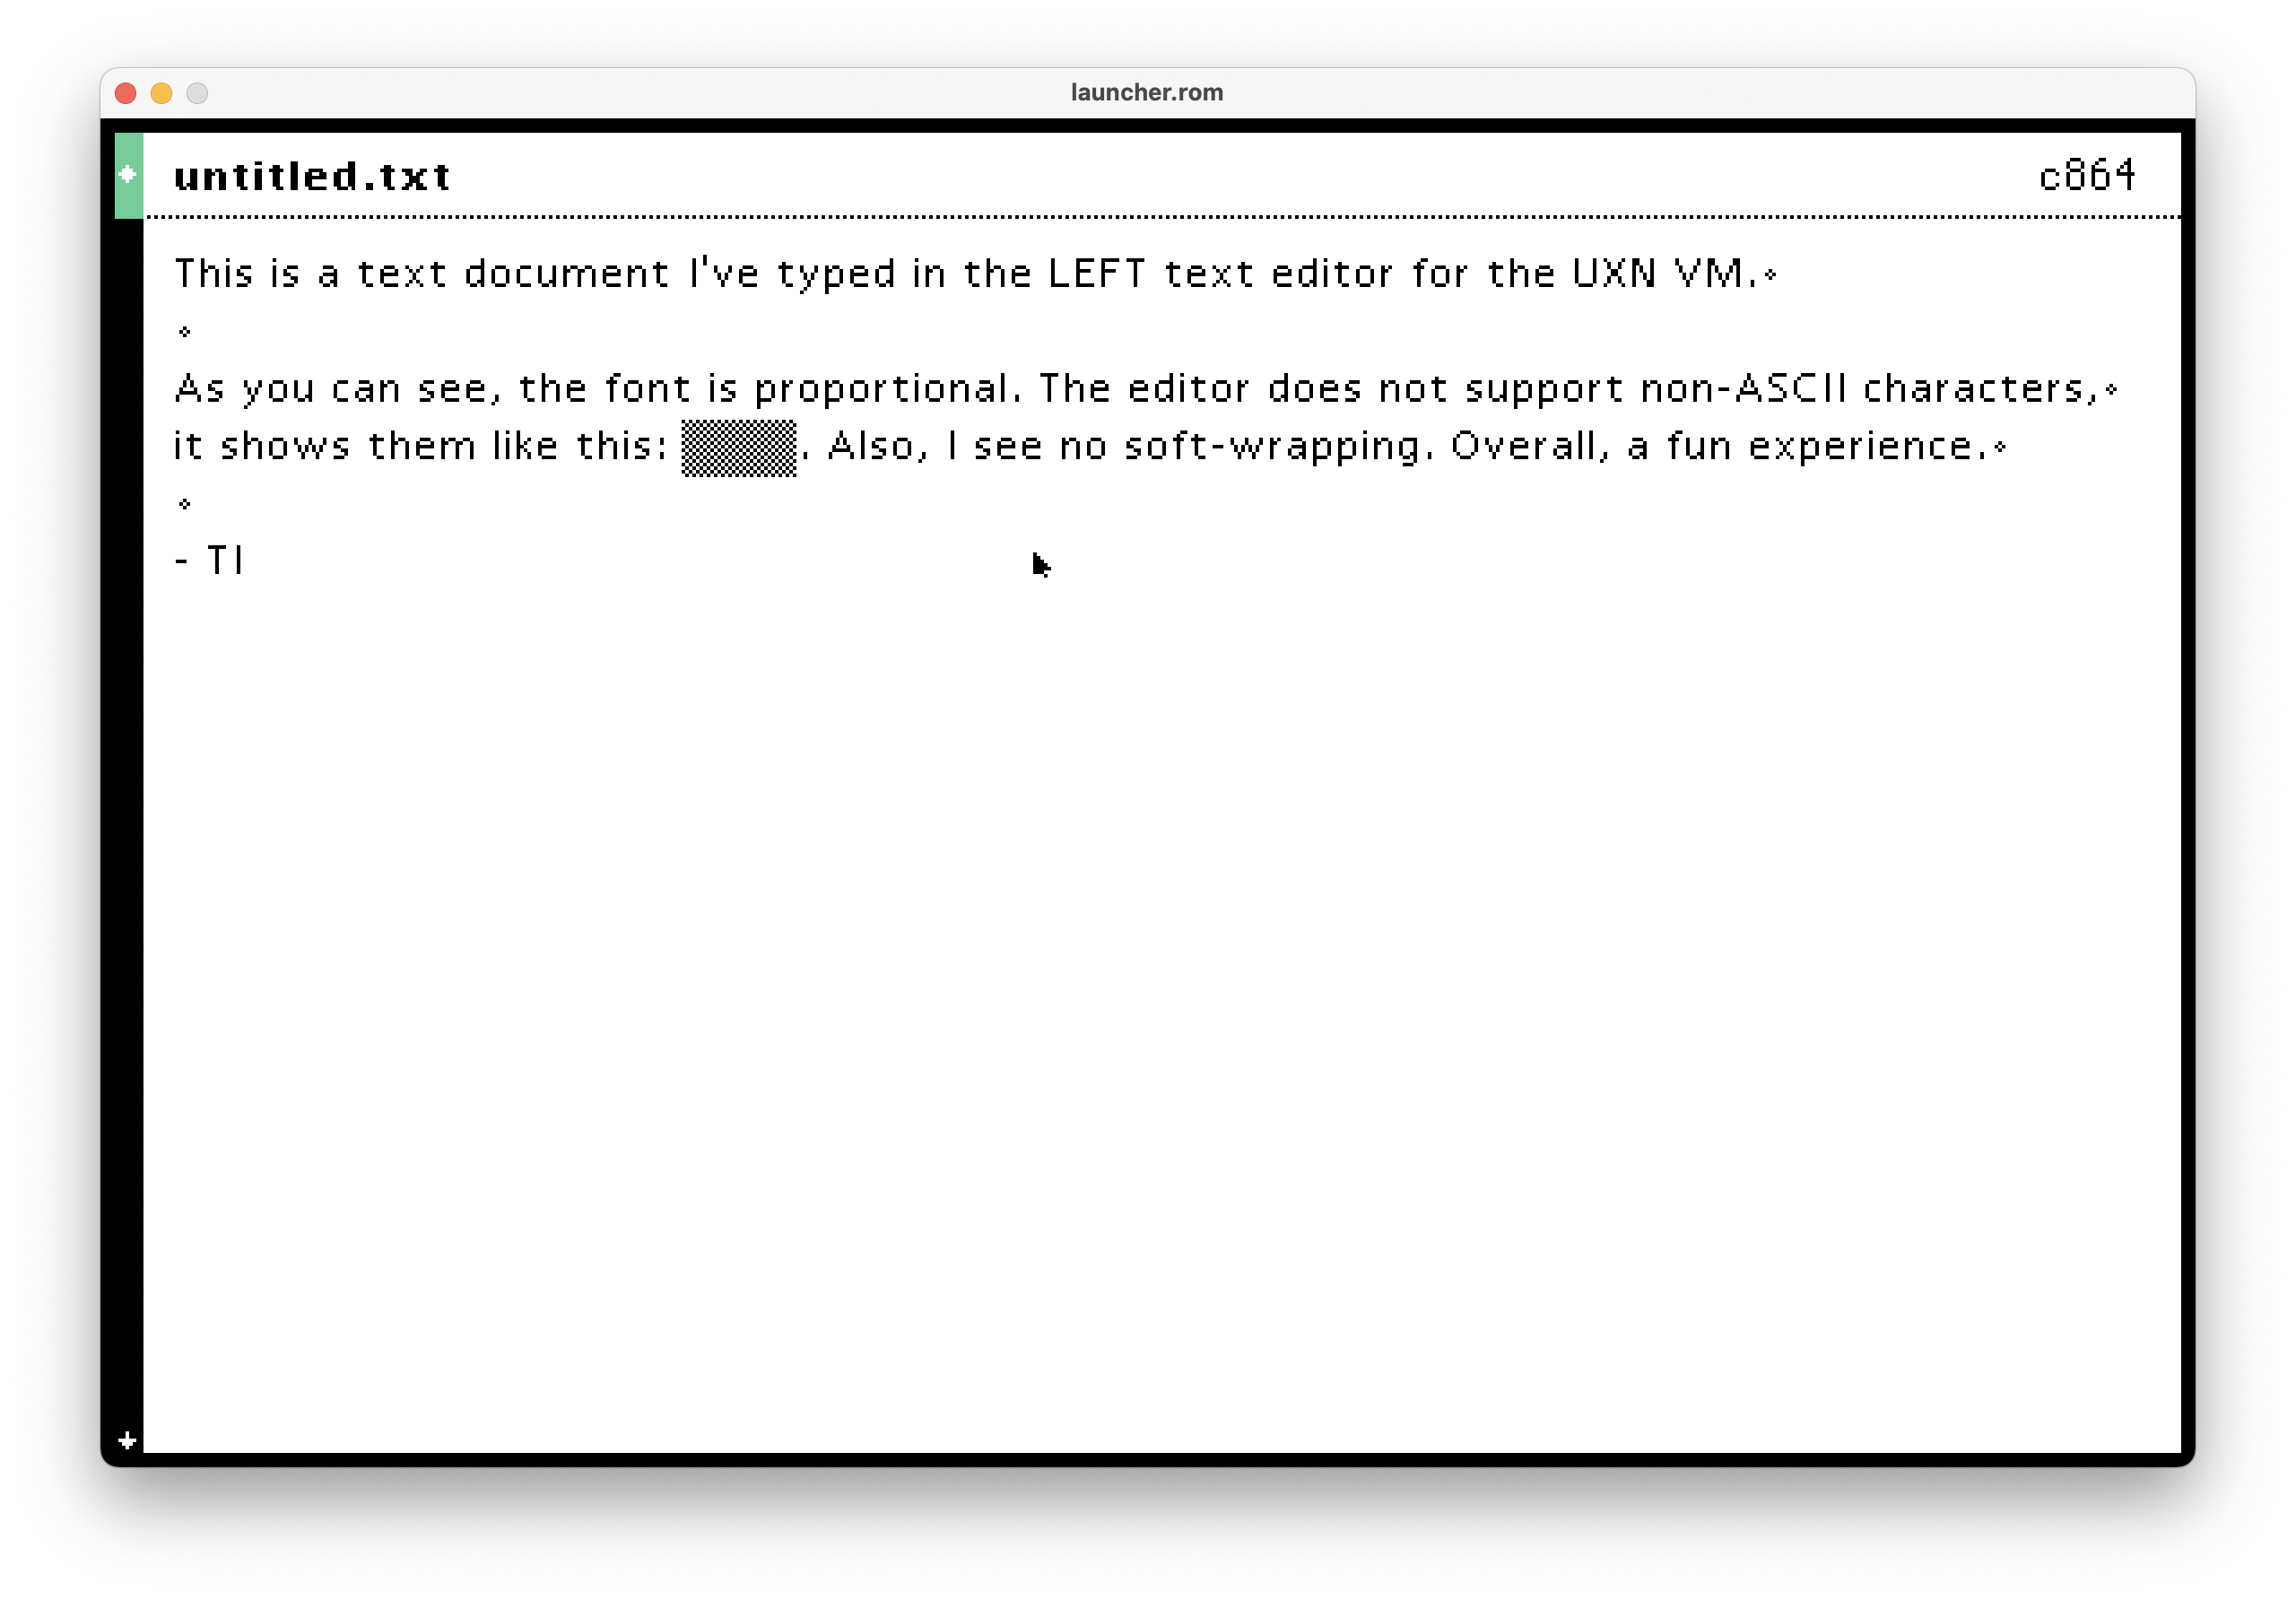 launcher.rom
untitled.txt c864
This is a text document I've typed in the LEFT text editor for the UXN VM.
As you can see, the font is proportional. The editor does not support non-ASCII characters,
it shows them like this: ▒▒▒▒. Also, I see no soft-wrapping. Overall, a fun experience.
- TI